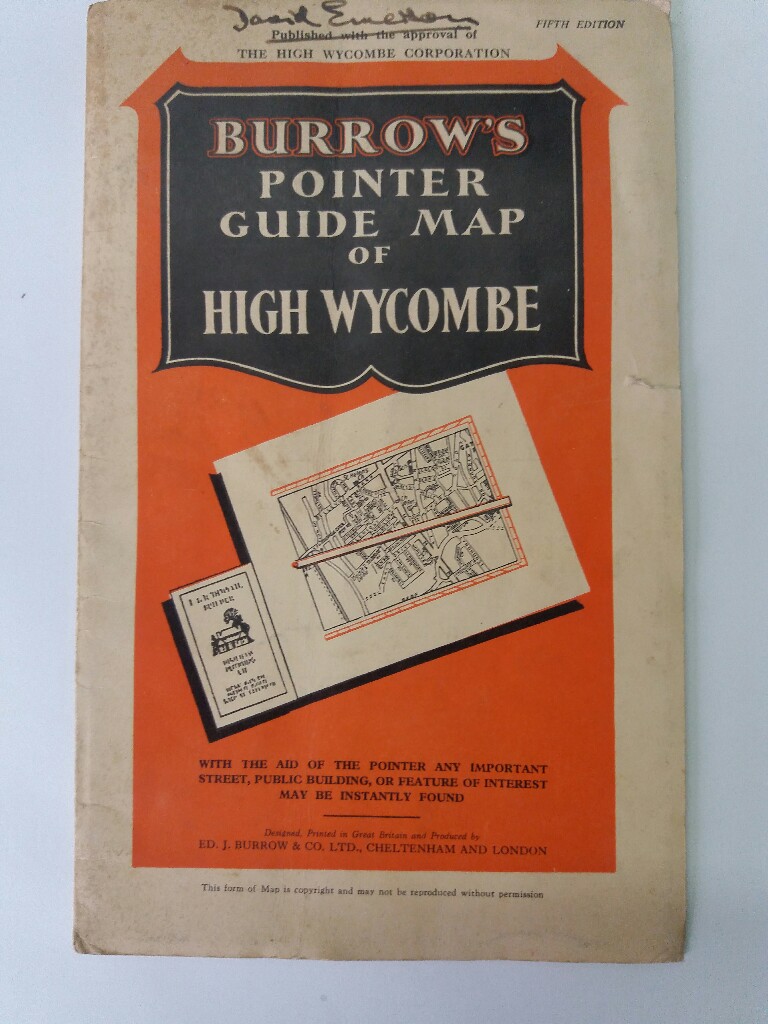 David Emerton
FIFTH EDITION
Published with the approval of
THE HIGH WYCOMBE CORPORATION
BURROW'S
POINTER
GUIDE MAP
OF
HIGH WYCOMBE
WITH THE AID OF THE POINTER ANY IMPORTANT
STREET, PUBLIC BUILDING, OR FEATURE OF INTEREST
MAY BE INSTANTLY FOUND
Designed, Printed in Great Britain and Produced by
ED. J. BURROW & CO. LTD., CHELTENHAM AND LONDON
This form of Map is copyright and may not be reproduced without permission